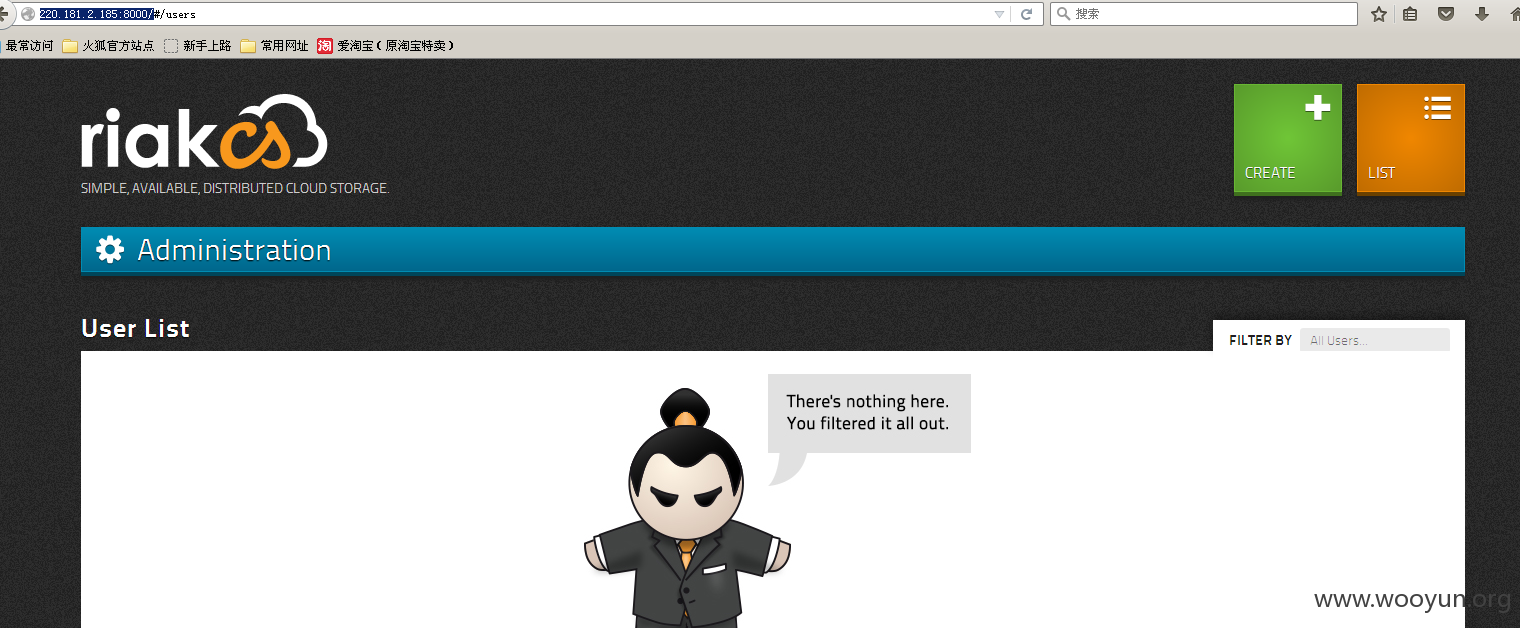 220.181.2.185:8000/#/users
搜索
最常访问 火狐官方站点 新手上路 常用网址 淘 爱淘宝（原淘宝特卖）
riakcs
SIMPLE, AVAILABLE, DISTRIBUTED CLOUD STORAGE.
CREATE
LIST
Administration
User List
FILTER BY All Users...
There's nothing here.
You filtered it all out.
www.wooyun.org